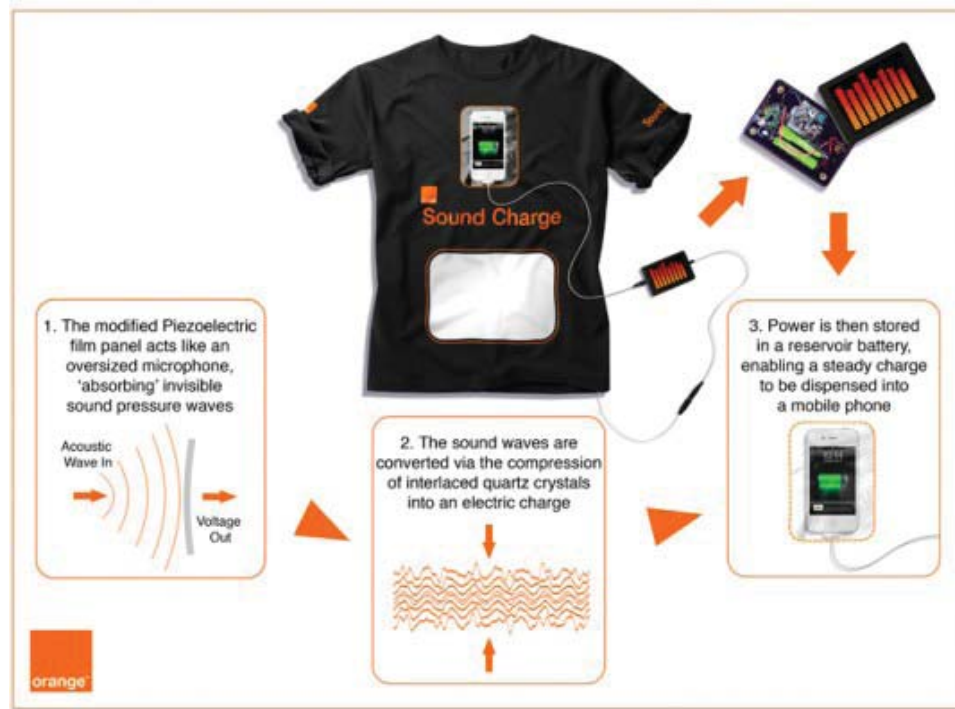 Sound
Sound Charge
1. The modified Piezoelectric
film panel acts like an
oversized microphone,
‘absorbing’ invisible
sound pressure waves
Acoustic
Wave In
Voltage
Out
2. The sound waves are
converted via the compression
of interlaced quartz crystals
into an electric charge
3. Power is then stored
in a reservoir battery,
enabling a steady charge
to be dispensed into
a mobile phone
orange™